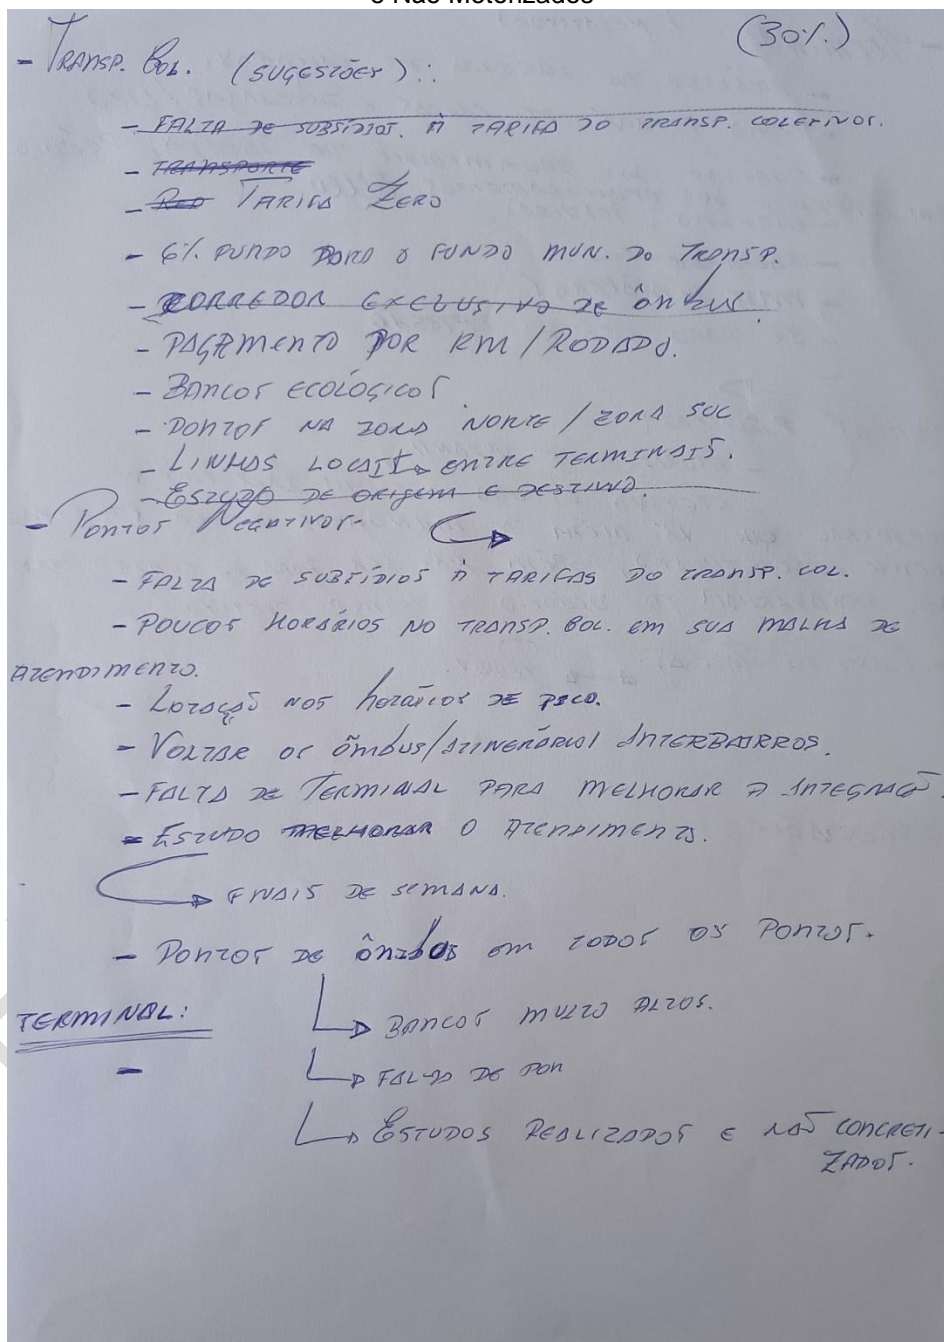 e Não Motorizados
(30%)
- TRANSP. COL. (SUGESTÕES):
- FALTA DE SUBSÍDIOS. À TARIFA DO TRANSP. COLETIVOS.
- TRANSPORTE
- TARIFA ZERO
- 6% FUNDO PARA O FUNDO MUN. DO TRANSP.
- CORREDOR EXCLUSIVO DE ÔNIBUS.
- PAGAMENTO POR KM/RODADO.
- BANCOS ECOLÓGICOS
- PONTOS NA ZONA NORTE / ZONA SUL
- LINHAS LOCAIS ENTRE TERMINAIS.
- ESTUDO DE ORIGEM E DESTINO.
- PONTOS NEGATIVOS-
- FALTA DE SUBSÍDIOS À TARIFAS DO TRANSP. COL.
- POUCOS HORÁRIOS NO TRANSP. COL. EM SUA MALHA DE
ATENDIMENTO.
- LOTAÇÃO NOS HORÁRIOS DE PICO.
- VOLTAR OS ÔNIBUS/ITINERÁRIOS INTERBAIRROS.
- FALTA DE TERMINAL PARA MELHORAR A INTEGRAÇÃO.
- ESTUDO MELHORAR O ATENDIMENTO.
FINAIS DE SEMANA.
- PONTOS DE ÔNIBUS EM TODOS OS PONTOS.
TERMINAL:
BANCOS MUITO ALTOS.
-
FALTA DE
ESTUDOS REALIZADOS E NÃO CONCRETI-
ZADOS.